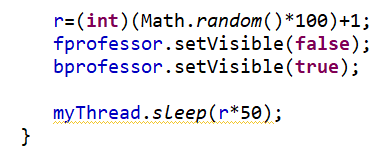 r=(int)(Math.random()*100)+1;
fprofessor.setVisible(false);
bprofessor.setVisible(true);
myThread.sleep(r*50);
}